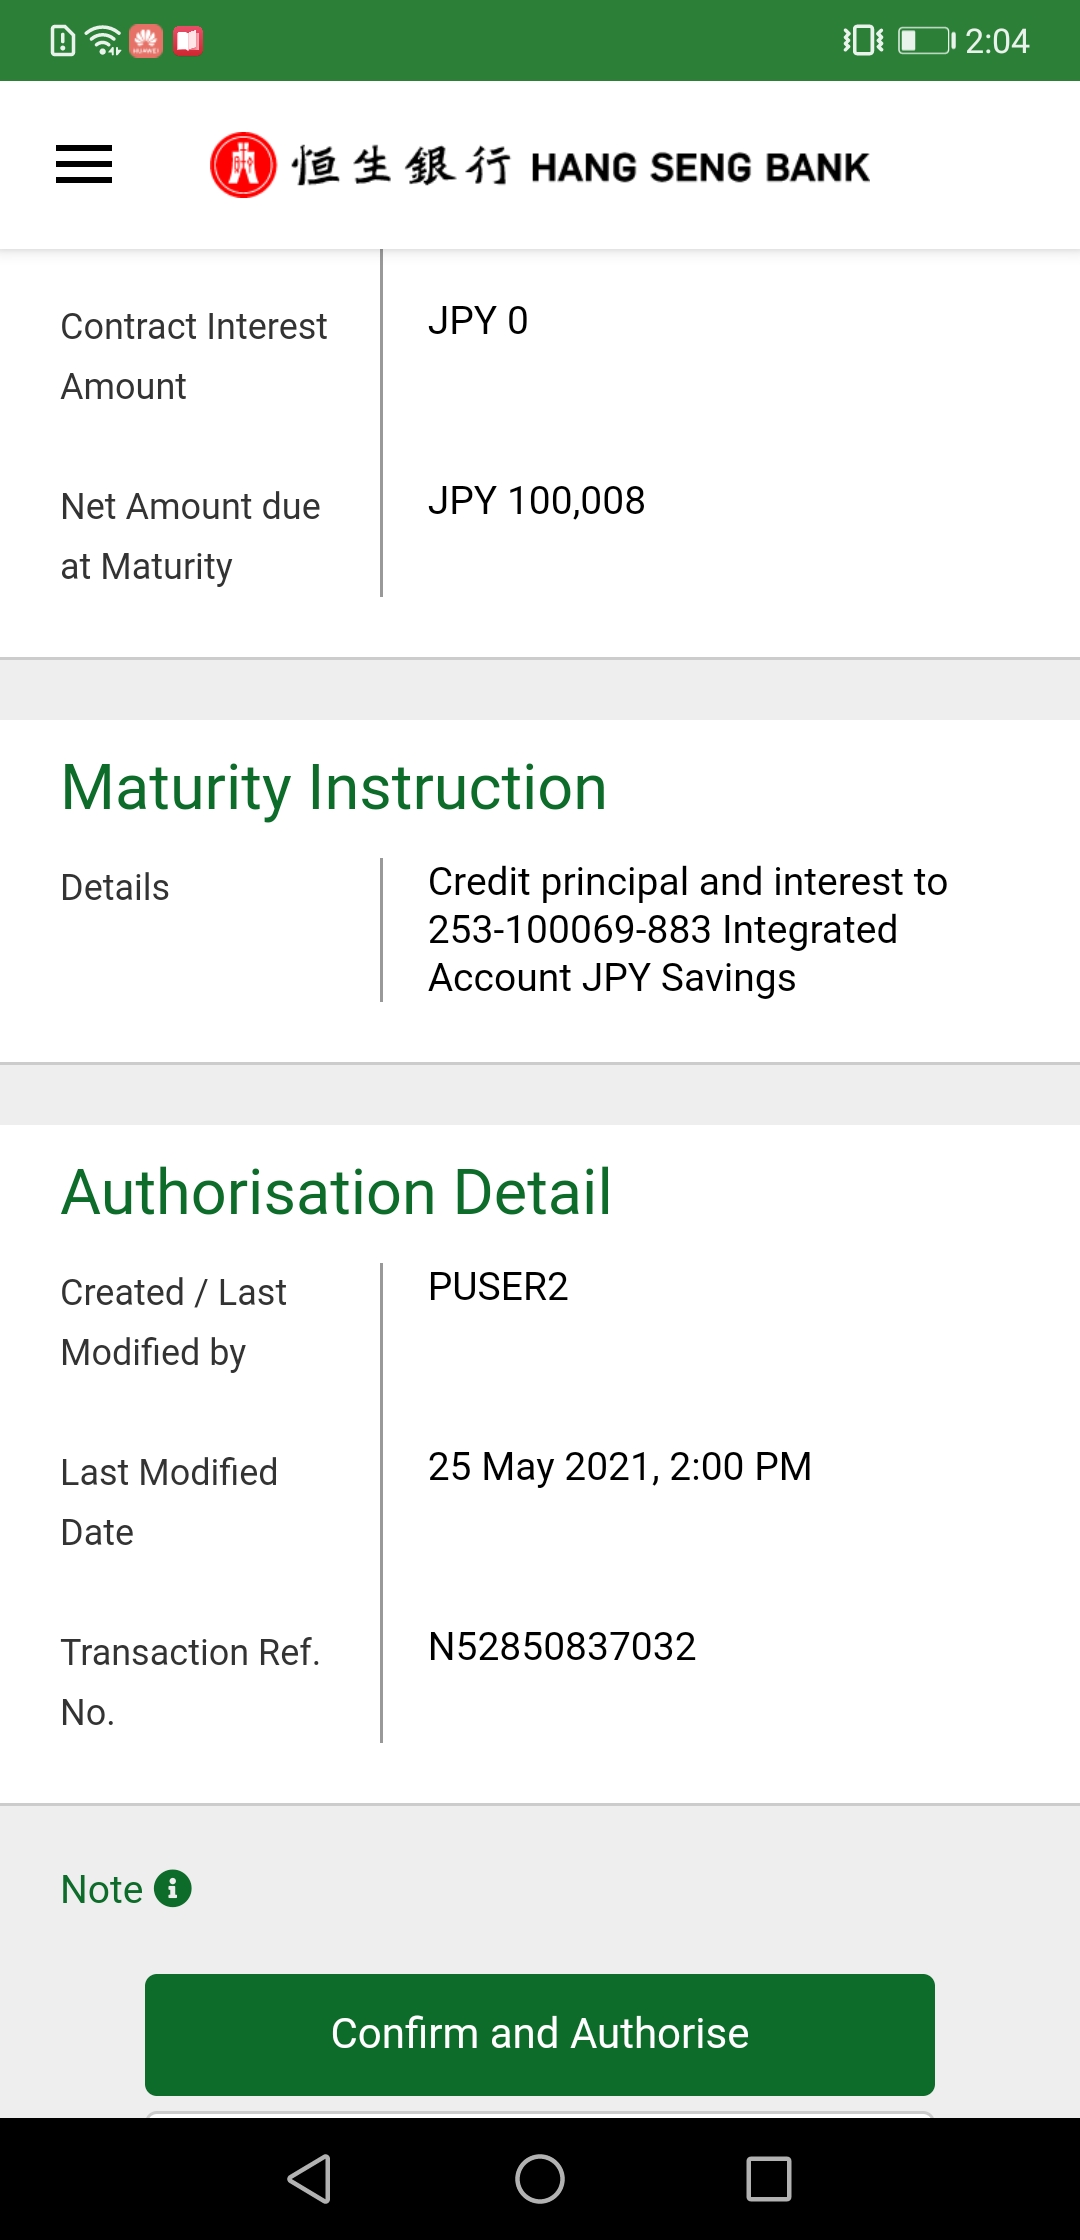 2:04
恒生銀行 HANG SENG BANK
Contract Interest
Amount
JPY 0
Net Amount due
at Maturity
JPY 100,008
Maturity Instruction
Details
Credit principal and interest to
253-100069-883 Integrated
Account JPY Savings
Authorisation Detail
Created / Last
Modified by
PUSER2
Last Modified
Date
25 May 2021, 2:00 PM
Transaction Ref.
No.
N52850837032
Note
Confirm and Authorise